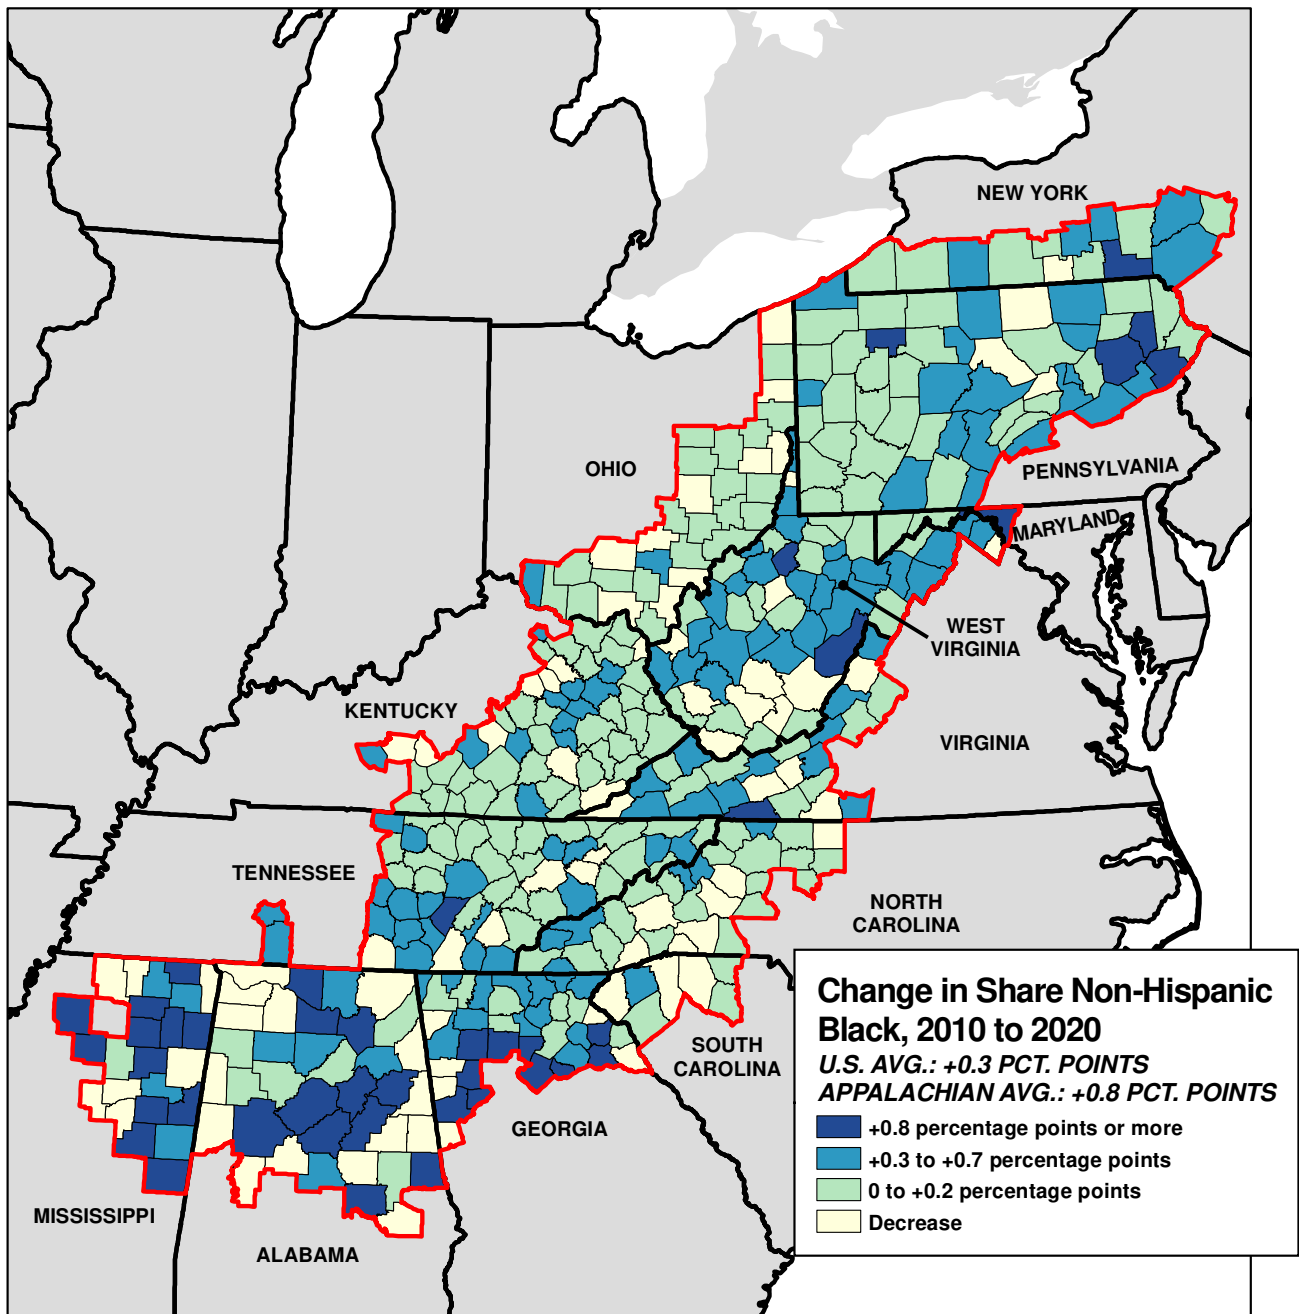 NEW YORK
OHIO
PENNSYLVANIA
MARYLAND
WEST
VIRGINIA
KENTUCKY
VIRGINIA
TENNESSEE
NORTH
CAROLINA
SOUTH
CAROLINA
GEORGIA
MISSISSIPPI
ALABAMA
Change in Share Non-Hispanic
Black, 2010 to 2020
U.S. AVG.: +0.3 PCT. POINTS
APPALACHIAN AVG.: +0.8 PCT. POINTS
+0.8 percentage points or more
+0.3 to +0.7 percentage points
0 to +0.2 percentage points
Decrease